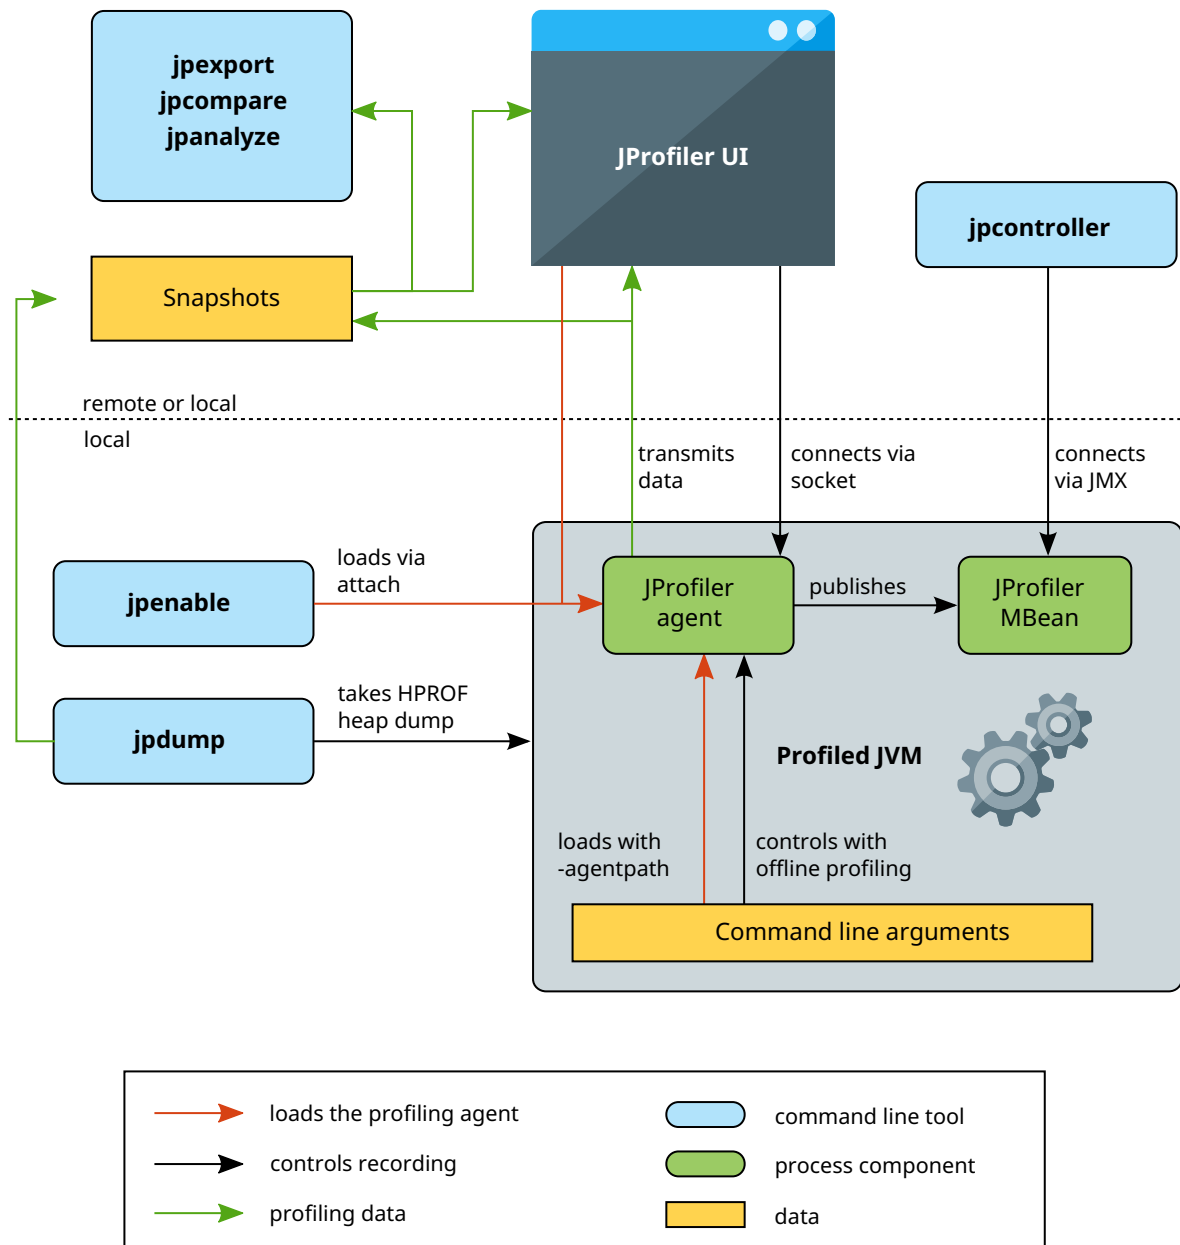 jpexport
jpcompare
jpanalyze
JProfiler UI
jpcontroller
Snapshots
remote or local
local
transmits
data
connects via
socket
connects
via JMX
loads via
attach
jpenable
JProfiler
agent
publishes
JProfiler
MBean
takes HPROF
heap dump
jpdump
Profiled JVM
loads with
-agentpath
controls with
offline profiling
Command line arguments
loads the profiling agent
command line tool
controls recording
process component
profiling data
data